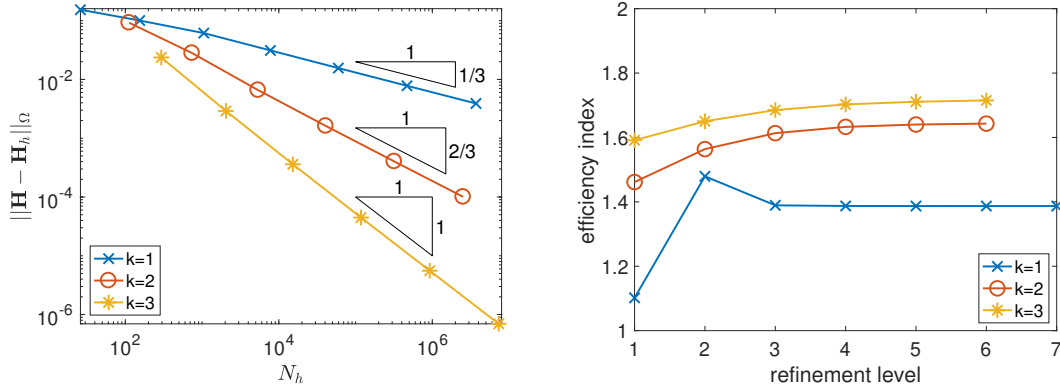 ||H − H_h||_Ω
10^-2
10^-4
10^-6
1
1/3
1
2/3
1
1
k=1
k=2
k=3
10^2
10^4
10^6
N_h
efficiency index
2
1.8
1.6
1.4
1.2
1
k=1
k=2
k=3
1 2 3 4 5 6 7
refinement level